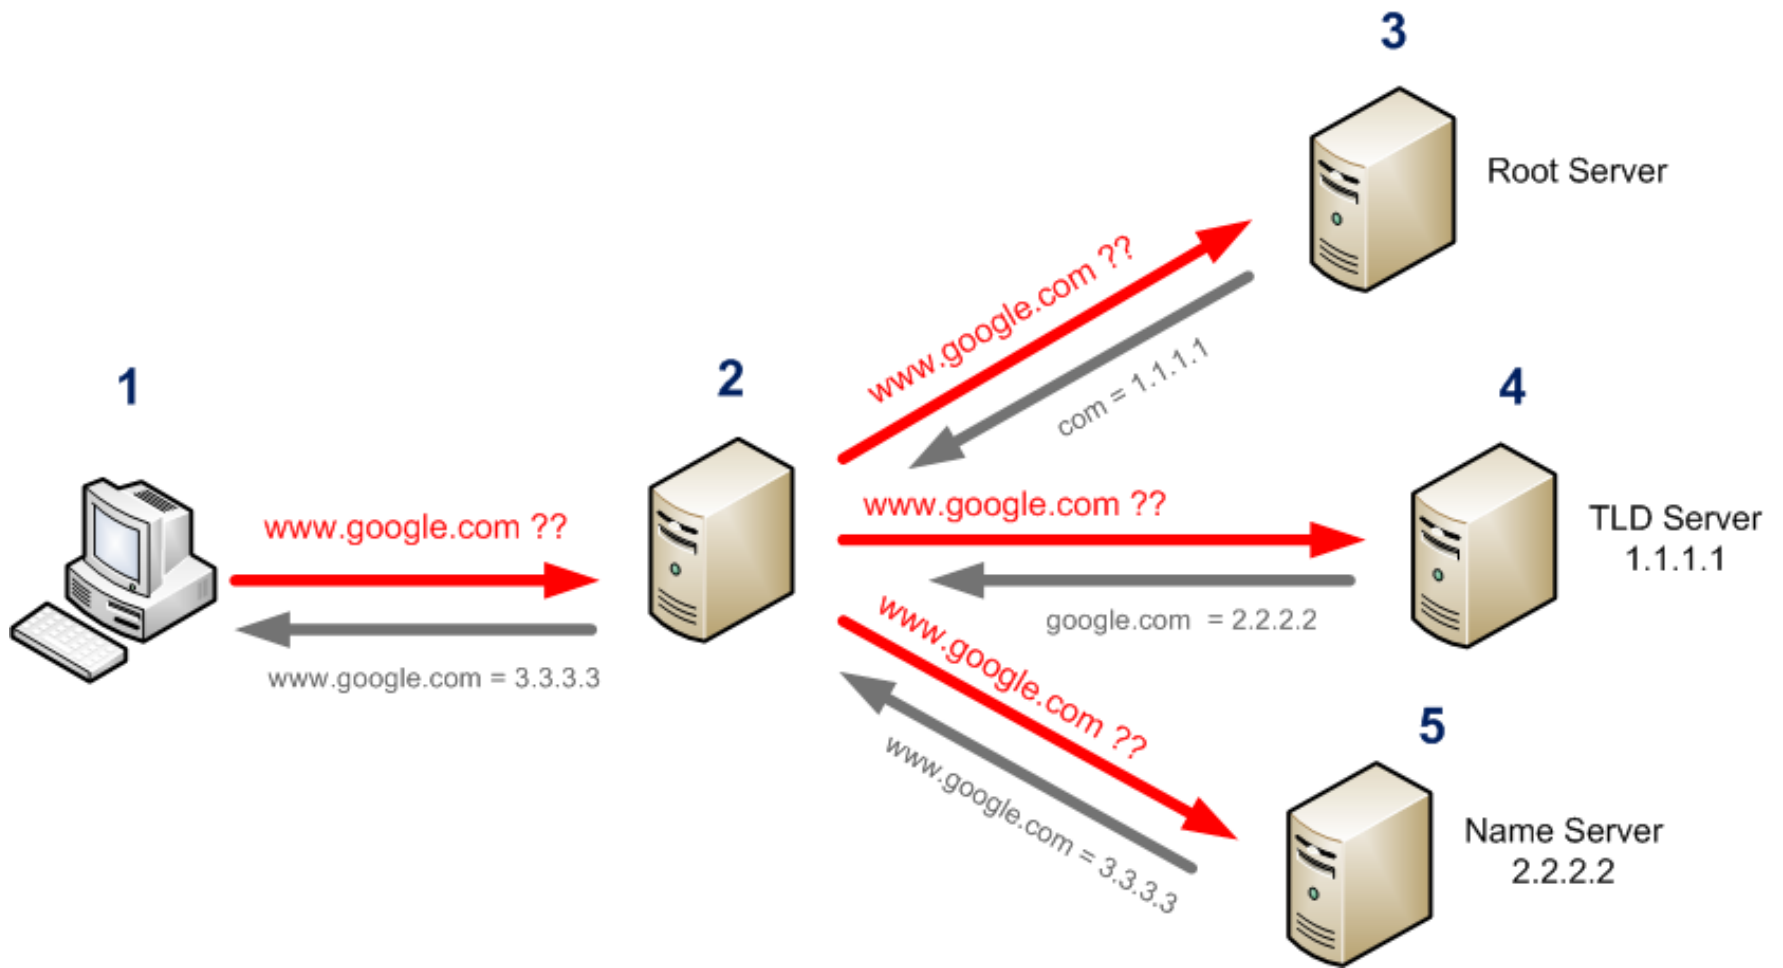 3
Root Server
www.google.com ??
com = 1.1.1.1
1
2
4
www.google.com ??
www.google.com ??
TLD Server
1.1.1.1
google.com = 2.2.2.2
www.google.com = 3.3.3.3
www.google.com ??
5
www.google.com = 3.3.3.3
Name Server
2.2.2.2